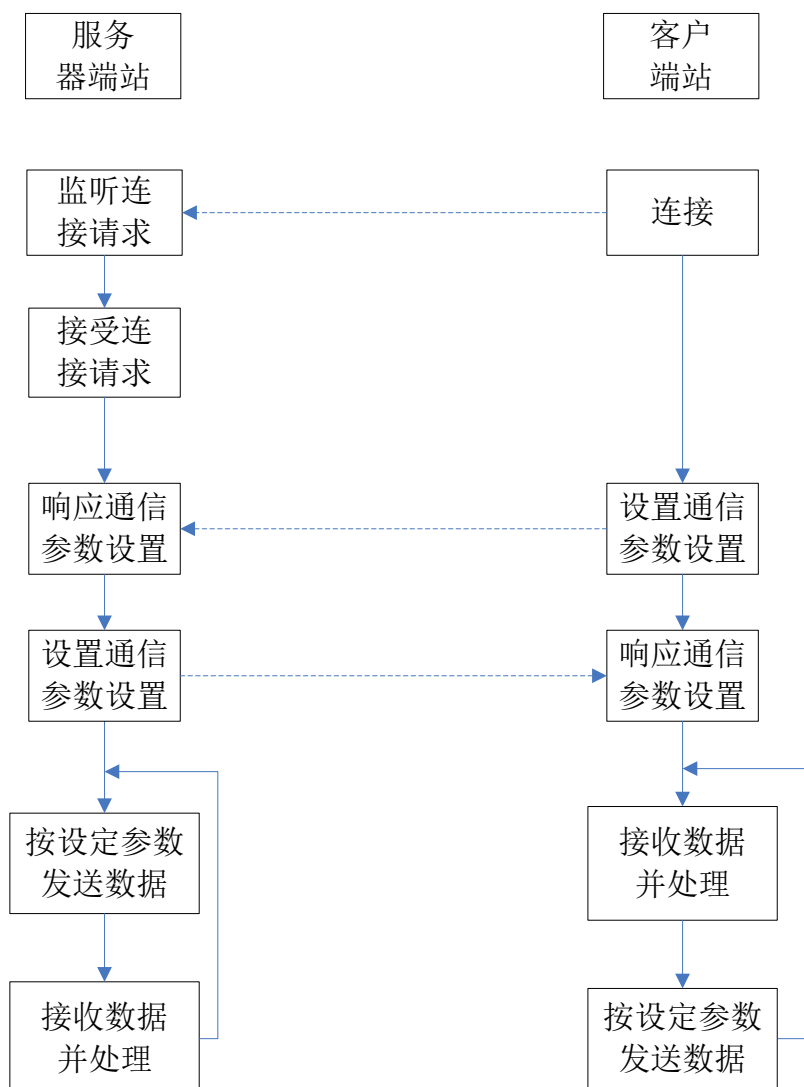 服务
器端站
客户
端站
监听连
接请求
连接
接受连
接请求
响应通信
参数设置
设置通信
参数设置
设置通信
参数设置
响应通信
参数设置
按设定参数
发送数据
接收数据
并处理
接收数据
并处理
按设定参数
发送数据